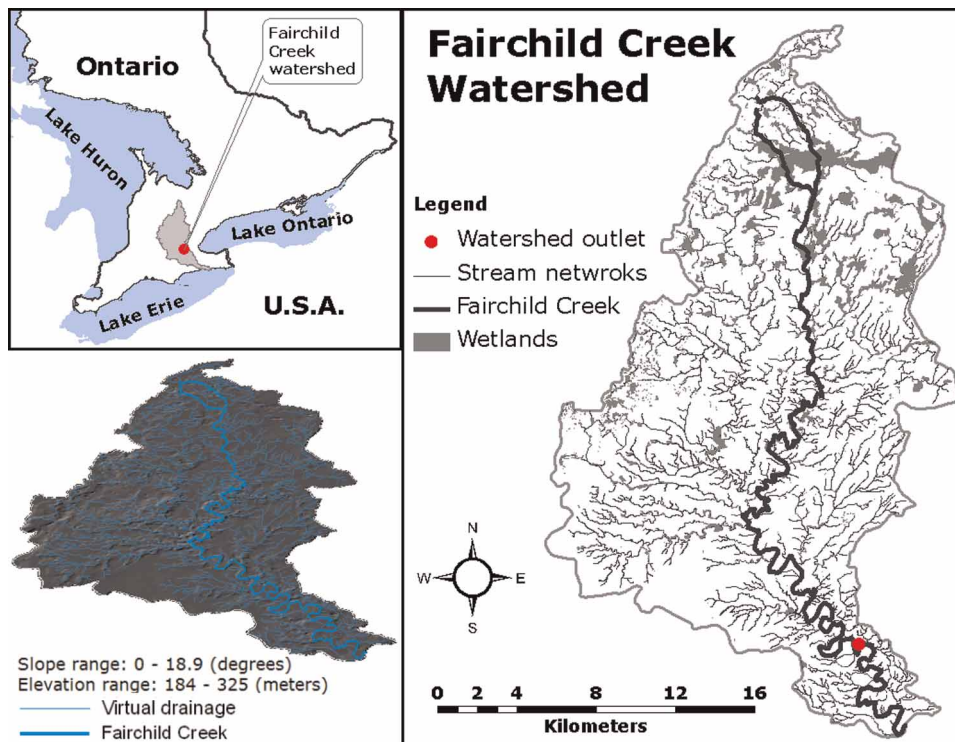 Ontario
Fairchild
Creek
watershed
Lake Huron
Lake Ontario
Lake Erie
U.S.A.
Slope range: 0 - 18.9 (degrees)
Elevation range: 184 - 325 (meters)
Virtual drainage
Fairchild Creek
Fairchild Creek
Watershed
Legend
Watershed outlet
Stream netwroks
Fairchild Creek
Wetlands
N
W E
S
0 2 4 8 12 16
Kilometers